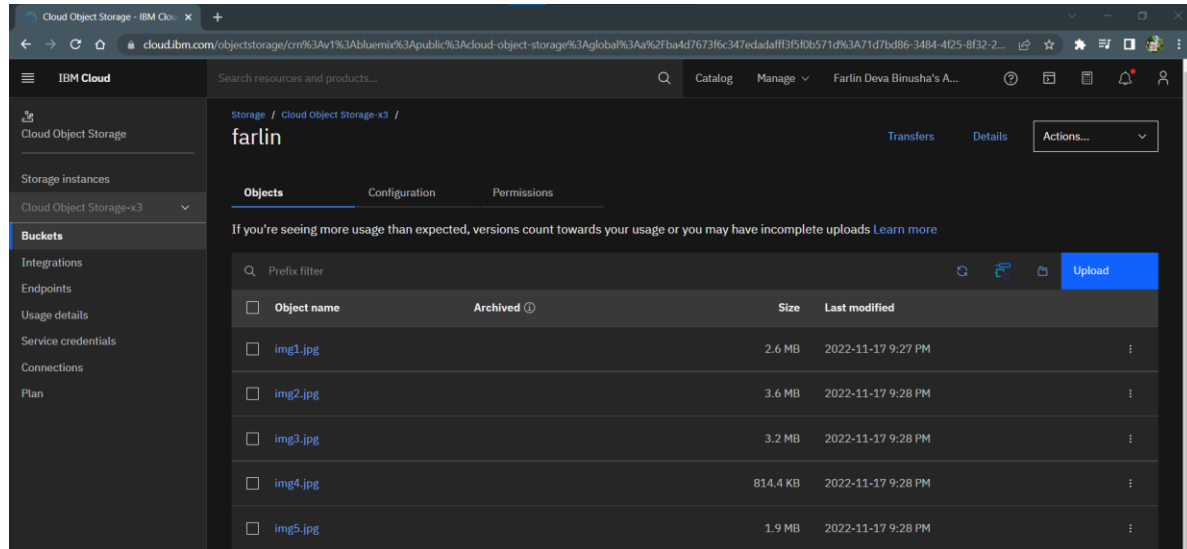 Cloud Object Storage - IBM Clou
cloud.ibm.com/objectstorage/crn%3Av1%3Abluemix%3Apublic%3Acloud-object-storage%3Aglobal%3Aa%2Fba4d7673f6c347edadafff3f5f0b571d%3A71d7bd86-3484-4f25-8f32-2...
IBM Cloud Search resources and products... Catalog Manage Farlin Deva Binusha's A...
Cloud Object Storage
Storage instances
Cloud Object Storage-x3
Buckets
Integrations
Endpoints
Usage details
Service credentials
Connections
Plan
Storage / Cloud Object Storage-x3 /
farlin Transfers Details Actions...
Objects Configuration Permissions
If you're seeing more usage than expected, versions count towards your usage or you may have incomplete uploads Learn more
Prefix filter Upload
Object name Archived Size Last modified
img1.jpg 2.6 MB 2022-11-17 9:27 PM
img2.jpg 3.6 MB 2022-11-17 9:28 PM
img3.jpg 3.2 MB 2022-11-17 9:28 PM
img4.jpg 814.4 KB 2022-11-17 9:28 PM
img5.jpg 1.9 MB 2022-11-17 9:28 PM